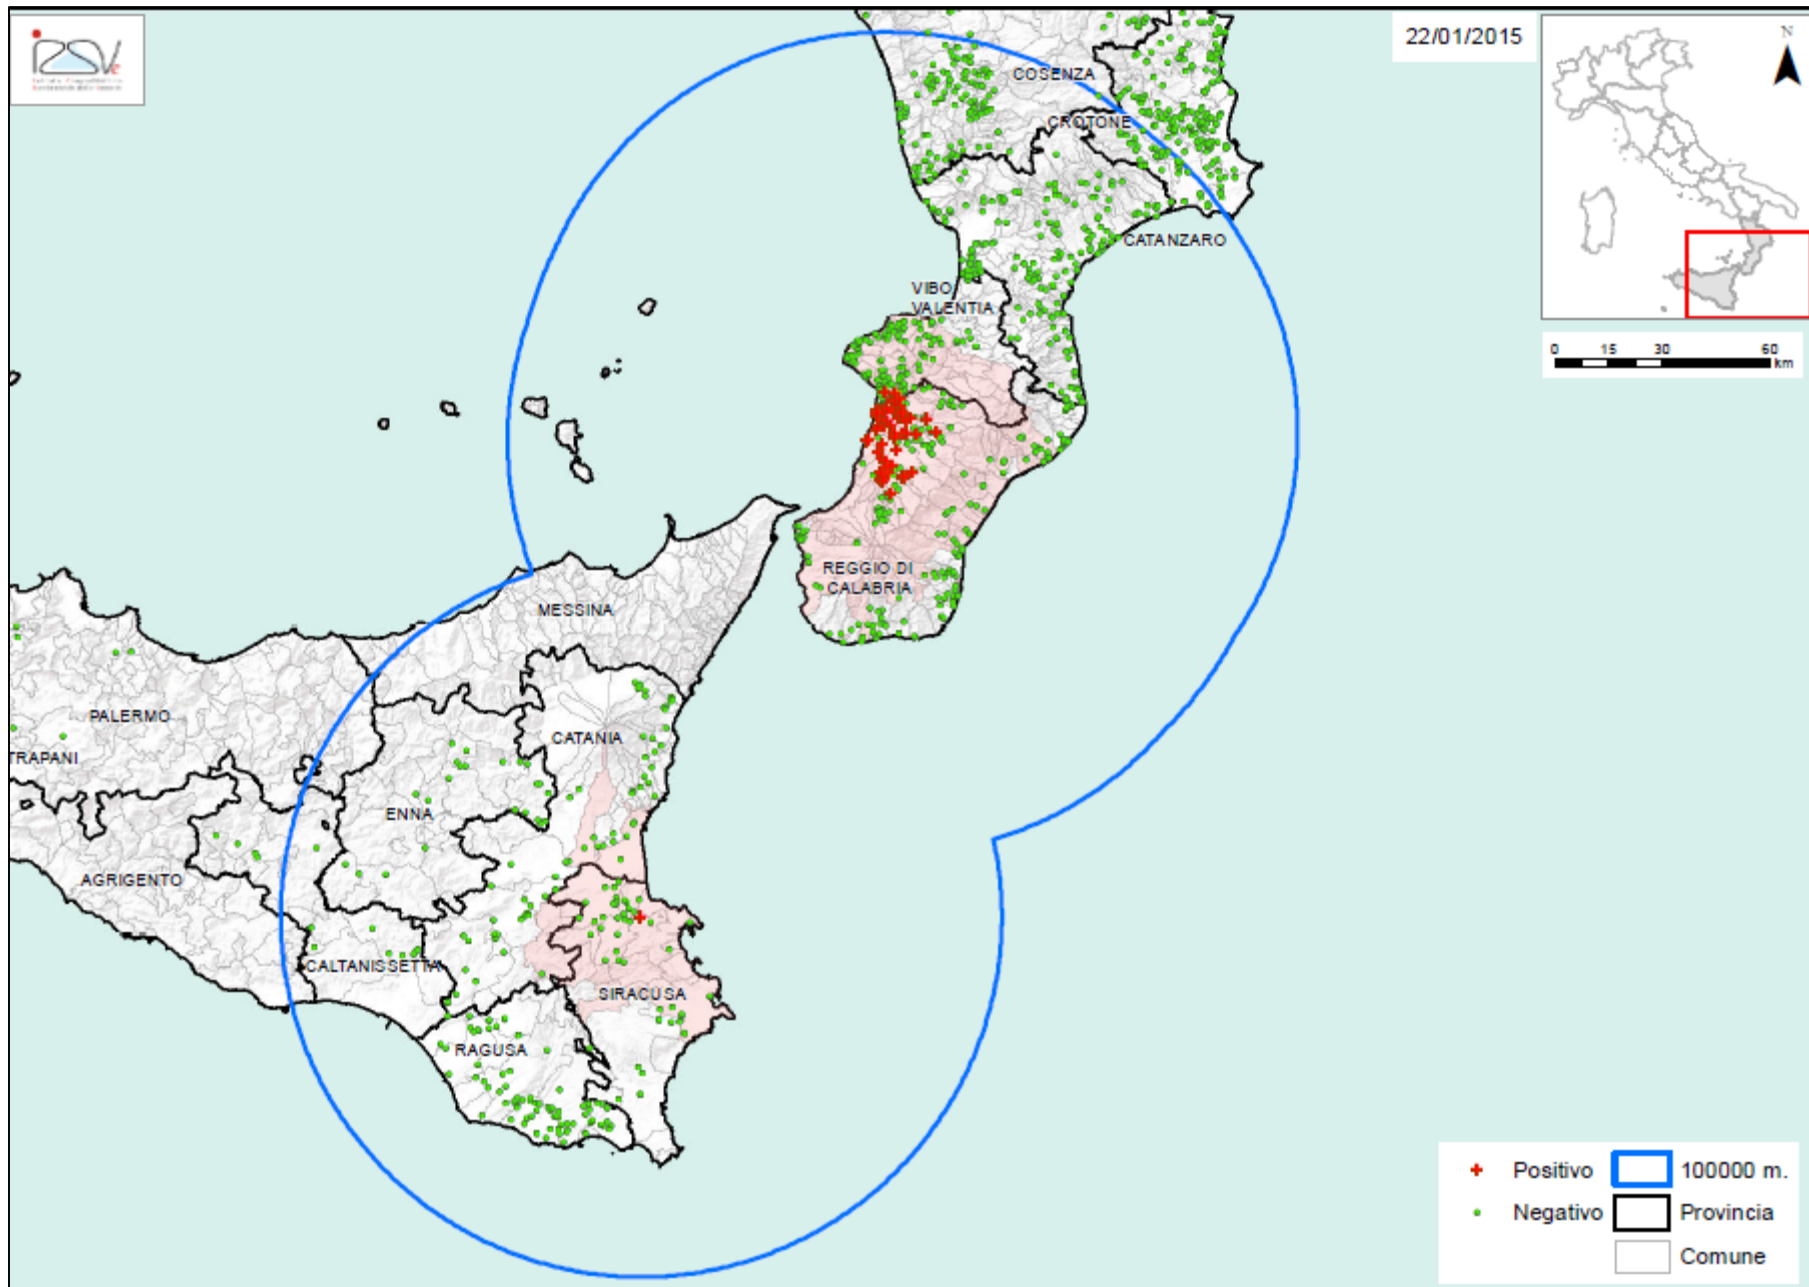 22/01/2015
N
COSENZA
CROTONE
CATANZARO
VIBO
VALENTIA
0 15 30 60
km
REGGIO DI
CALABRIA
MESSINA
PALERMO
CATANIA
TRAPANI
ENNA
AGRIGENTO
CALTANISSETTA
SIRACUSA
RAGUSA
Positivo 100000 m.
Negativo Provincia
Comune